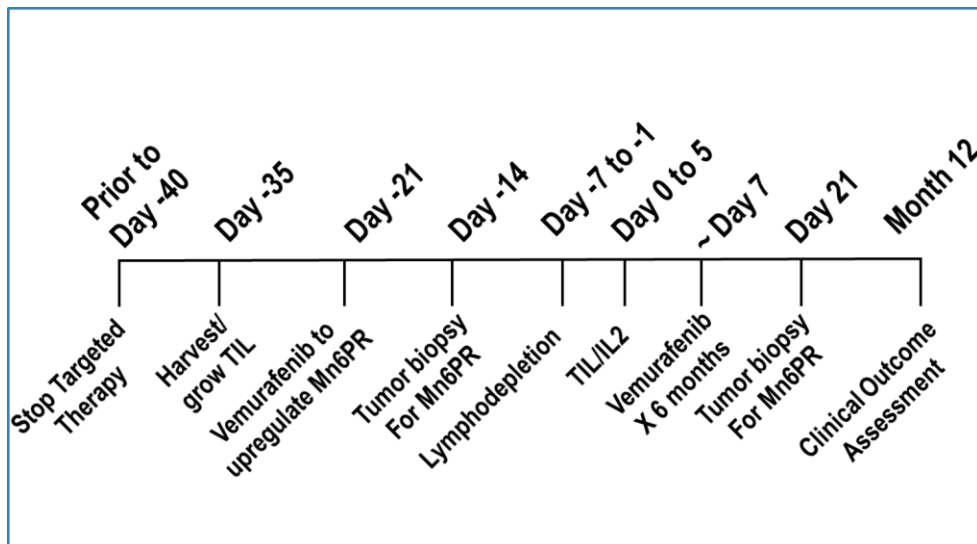 Prior to
Day -40
Day -35
Day -21
Day -14
Day -7 to -1
Day 0 to 5
~ Day 7
Day 21
Month 12
Stop Targeted
Therapy
Harvest/
grow TIL
Vemurafenib to
upregulate Mn6PR
Tumor biopsy
For Mn6PR
Lymphodepletion
TIL/IL2
Vemurafenib
X 6 months
Tumor biopsy
For Mn6PR
Clinical Outcome
Assessment